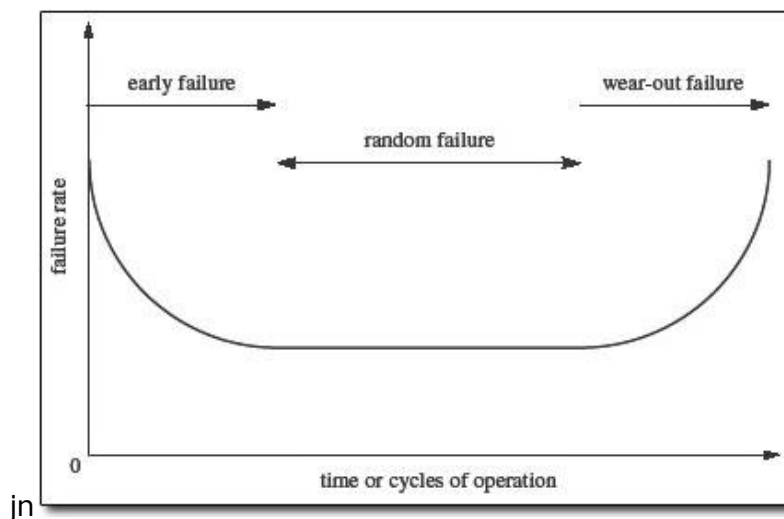 early failure
wear-out failure
random failure
failure rate
0
time or cycles of operation
jn